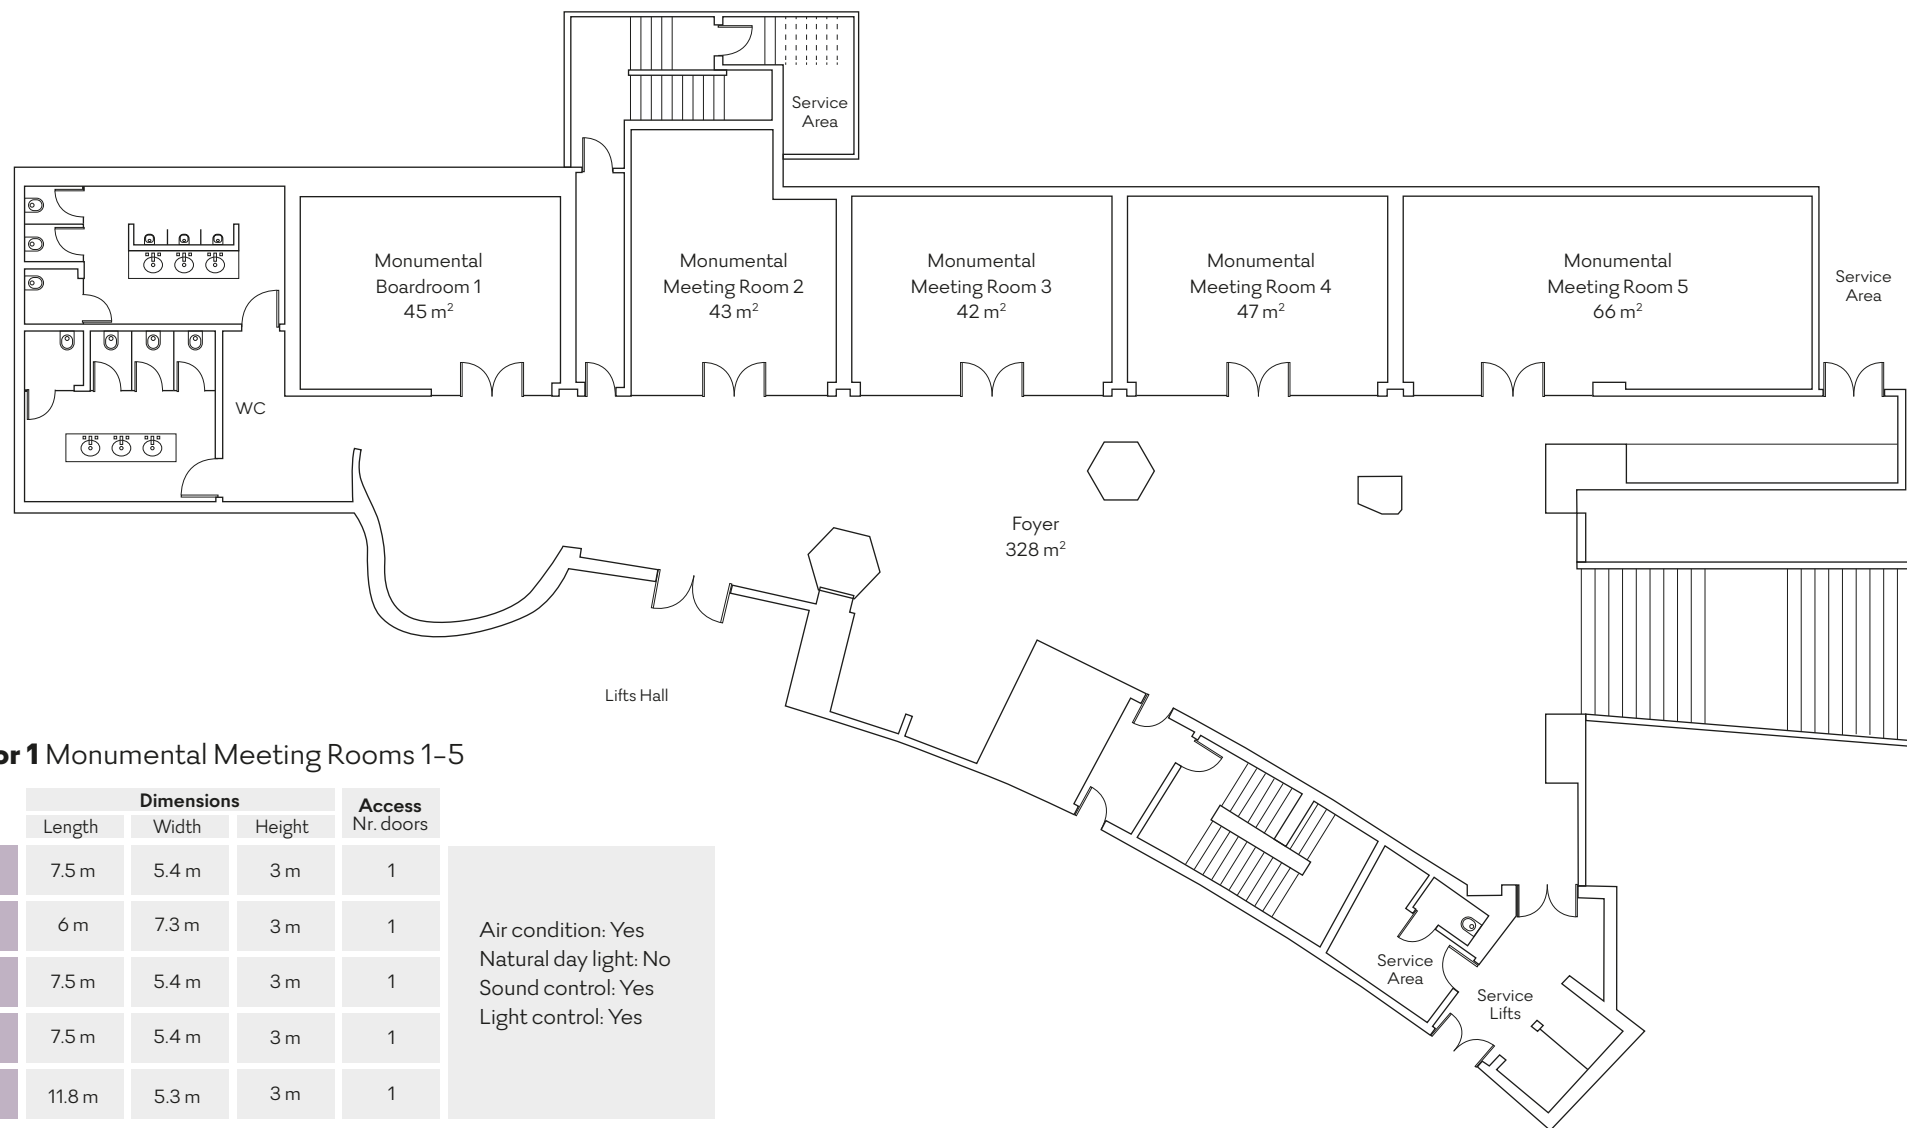 Service
Area
Monumental
Boardroom 1
45 m²
Monumental
Meeting Room 2
43 m²
Monumental
Meeting Room 3
42 m²
Monumental
Meeting Room 4
47 m²
Monumental
Meeting Room 5
66 m²
Service
Area
WC
Foyer
328 m²
Lifts Hall
Service
Area
Service
Lifts
or 1 Monumental Meeting Rooms 1–5
Dimensions
Access
Length Width Height Nr. doors
7.5 m 5.4 m 3 m 1
6 m 7.3 m 3 m 1
7.5 m 5.4 m 3 m 1
7.5 m 5.4 m 3 m 1
11.8 m 5.3 m 3 m 1
Air condition: Yes
Natural day light: No
Sound control: Yes
Light control: Yes